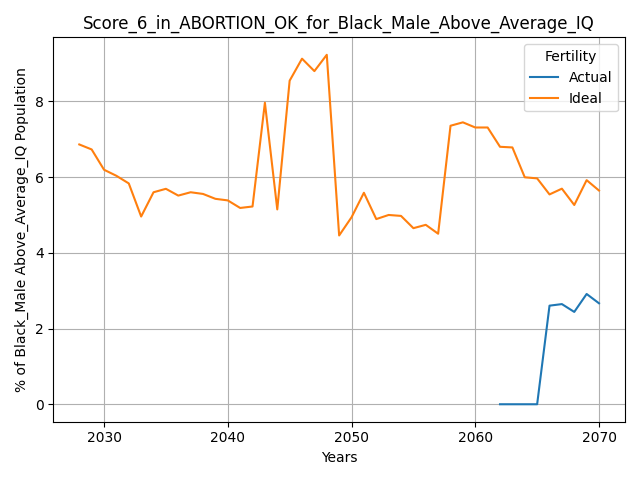 Score_6_in_ABORTION_OK_for_Black_Male_Above_Average_IQ
% of Black_Male Above_Average_IQ Population
Fertility
Actual
Ideal
8
6
4
2
0
2030 2040 2050 2060 2070
Years